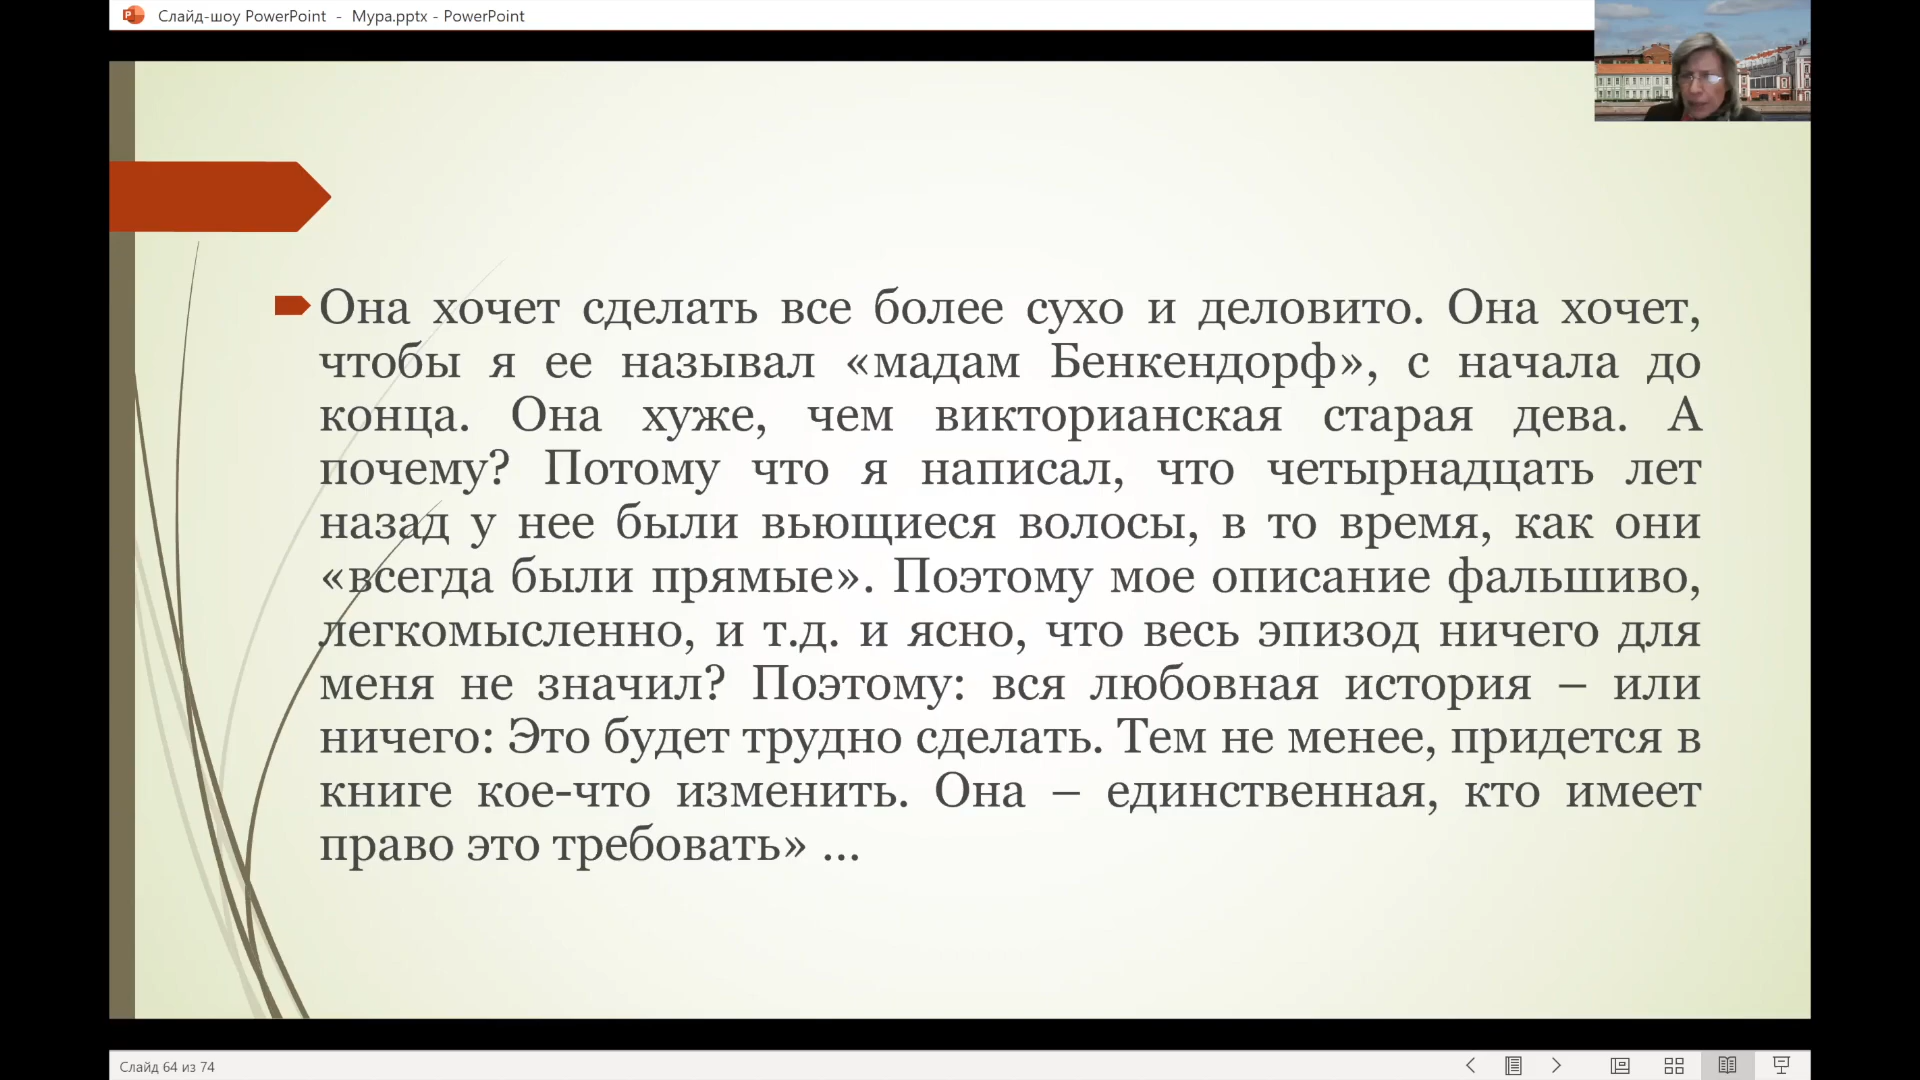 Слайд-шоу PowerPoint - Мура.pptx - PowerPoint
Она хочет сделать все более сухо и деловито. Она хочет,
чтобы я ее называл «мадам Бенкендорф», с начала до
конца. Она хуже, чем викторианская старая дева. А
почему? Потому что я написал, что четырнадцать лет
назад у нее были вьющиеся волосы, в то время, как они
«всегда были прямые». Поэтому мое описание фальшиво,
легкомысленно, и т.д. и ясно, что весь эпизод ничего для
меня не значил? Поэтому: вся любовная история – или
ничего: Это будет трудно сделать. Тем не менее, придется в
книге кое-что изменить. Она – единственная, кто имеет
право это требовать» ...
Слайд 64 из 74